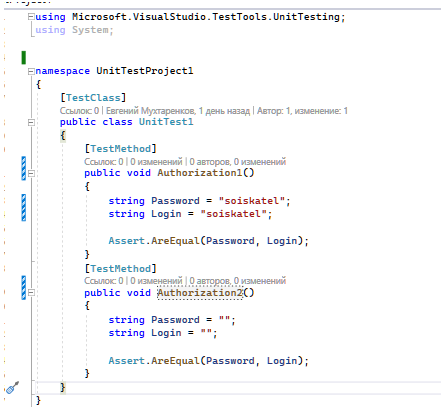 using Microsoft.VisualStudio.TestTools.UnitTesting;
using System;
namespace UnitTestProject1
{
[TestClass]
Ссылок: 0 | Евгений Мухтаренков, 1 день назад | Автор: 1, изменение: 1
public class UnitTest1
{
[TestMethod]
Ссылок: 0 | 0 изменений | 0 авторов, 0 изменений
public void Authorization1()
{
string Password = "soiskatel";
string Login = "soiskatel";
Assert.AreEqual(Password, Login);
}
[TestMethod]
Ссылок: 0 | 0 изменений | 0 авторов, 0 изменений
public void Authorization2()
{
string Password = "";
string Login = "";
Assert.AreEqual(Password, Login);
}
}
}